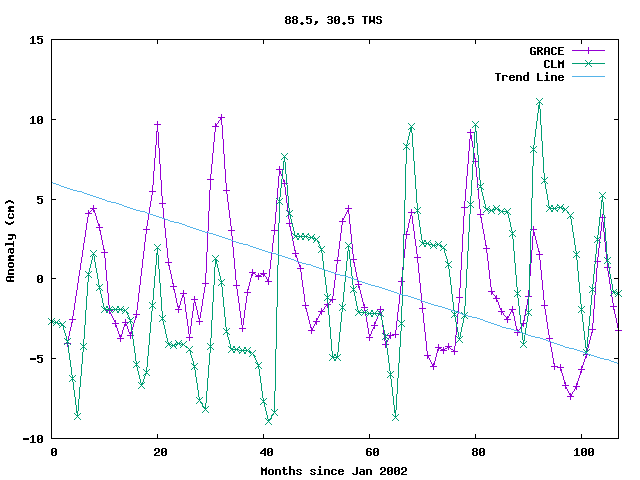 88.5, 30.5 TWS
GRACE
CLM
Trend Line
15
10
5
0
-5
-10
Anomaly (cm)
0 20 40 60 80 100
Months since Jan 2002